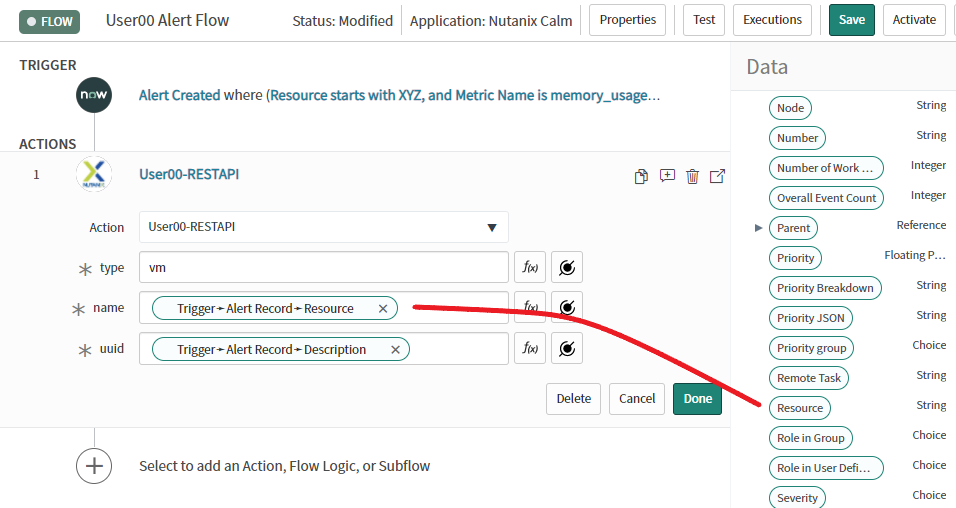 FLOW User00 Alert Flow Status: Modified Application: Nutanix Calm Properties Test Executions Save Activate
TRIGGER
now Alert Created where (Resource starts with XYZ, and Metric Name is memory_usage…
ACTIONS
1 NUTANIX User00-RESTAPI
Action User00-RESTAPI
* type vm f(x)
* name Trigger➛Alert Record➛Resource × f(x)
* uuid Trigger➛Alert Record➛Description × f(x)
Delete Cancel Done
Select to add an Action, Flow Logic, or Subflow
Data
Node String
Number String
Number of Work … Integer
Overall Event Count Integer
Parent Reference
Priority Floating P…
Priority Breakdown String
Priority JSON String
Priority group Choice
Remote Task String
Resource String
Role in Group Choice
Role in User Defi… Choice
Severity Choice